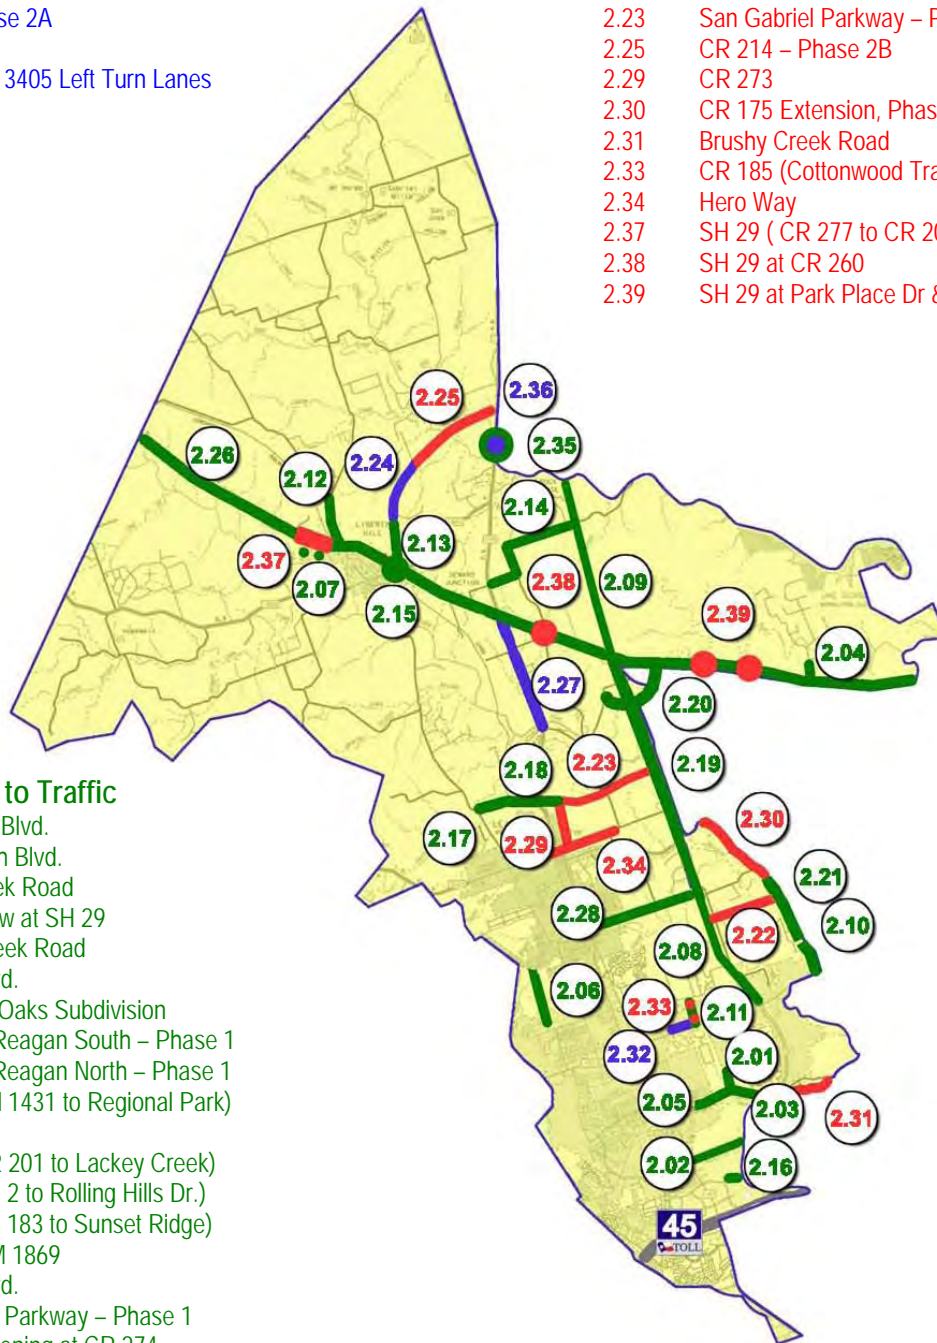 se 2A
3405 Left Turn Lanes
2.23 San Gabriel Parkway – P
2.25 CR 214 – Phase 2B
2.29 CR 273
2.30 CR 175 Extension, Phas
2.31 Brushy Creek Road
2.33 CR 185 (Cottonwood Tra
2.34 Hero Way
2.37 SH 29 ( CR 277 to CR 20
2.38 SH 29 at CR 260
2.39 SH 29 at Park Place Dr &
2.25
2.36
2.26
2.24
2.35
2.12
2.14
2.13
2.37
2.07
2.38
2.09
2.15
2.39
2.04
2.27
2.20
2.18
2.23
2.19
2.17
2.29
2.34
2.30
2.21
2.28
2.22
2.10
2.08
2.06
2.33
2.11
2.32
2.01
2.05
2.03
2.31
2.02
2.16
45
TOLL
to Traffic
Blvd.
n Blvd.
ek Road
w at SH 29
eek Road
vd.
Oaks Subdivision
Reagan South – Phase 1
Reagan North – Phase 1
M 1431 to Regional Park)
R 201 to Lackey Creek)
2 to Rolling Hills Dr.)
183 to Sunset Ridge)
M 1869
vd.
Parkway – Phase 1
ening at CR 274